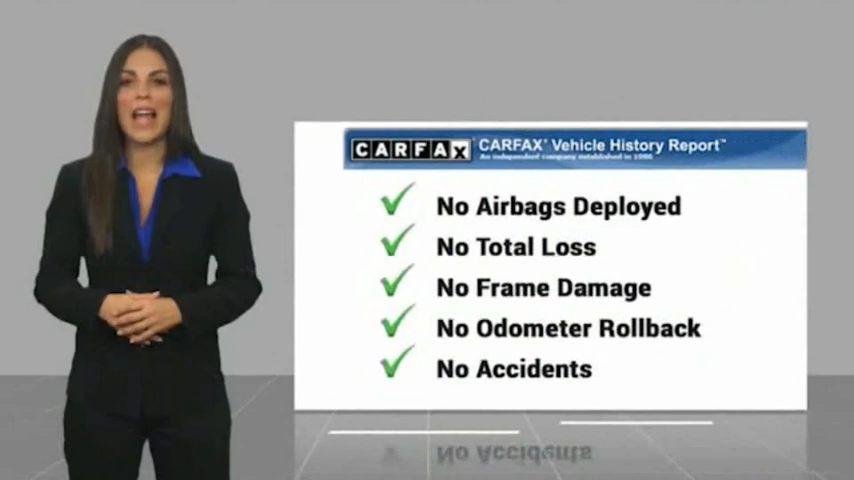 CARFAX CARFAX® Vehicle History Report™
An independent company established in 1986
No Airbags Deployed
No Total Loss
No Frame Damage
No Odometer Rollback
No Accidents
No Accidents